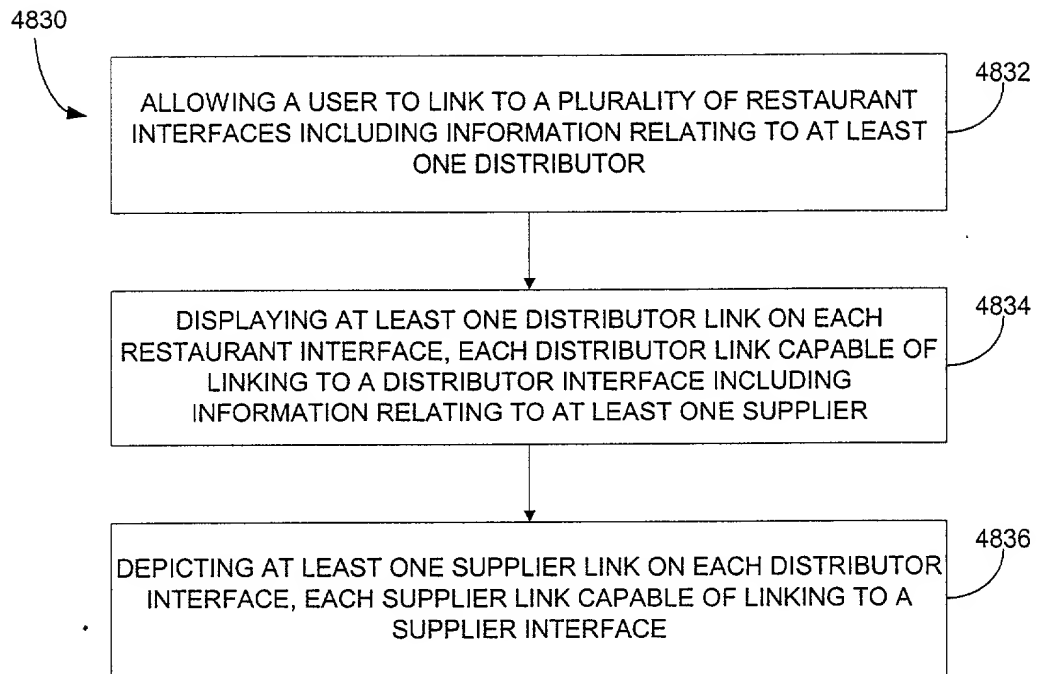 4830
4832
ALLOWING A USER TO LINK TO A PLURALITY OF RESTAURANT
INTERFACES INCLUDING INFORMATION RELATING TO AT LEAST
ONE DISTRIBUTOR
4834
DISPLAYING AT LEAST ONE DISTRIBUTOR LINK ON EACH
RESTAURANT INTERFACE, EACH DISTRIBUTOR LINK CAPABLE OF
LINKING TO A DISTRIBUTOR INTERFACE INCLUDING
INFORMATION RELATING TO AT LEAST ONE SUPPLIER
4836
DEPICTING AT LEAST ONE SUPPLIER LINK ON EACH DISTRIBUTOR
INTERFACE, EACH SUPPLIER LINK CAPABLE OF LINKING TO A
SUPPLIER INTERFACE